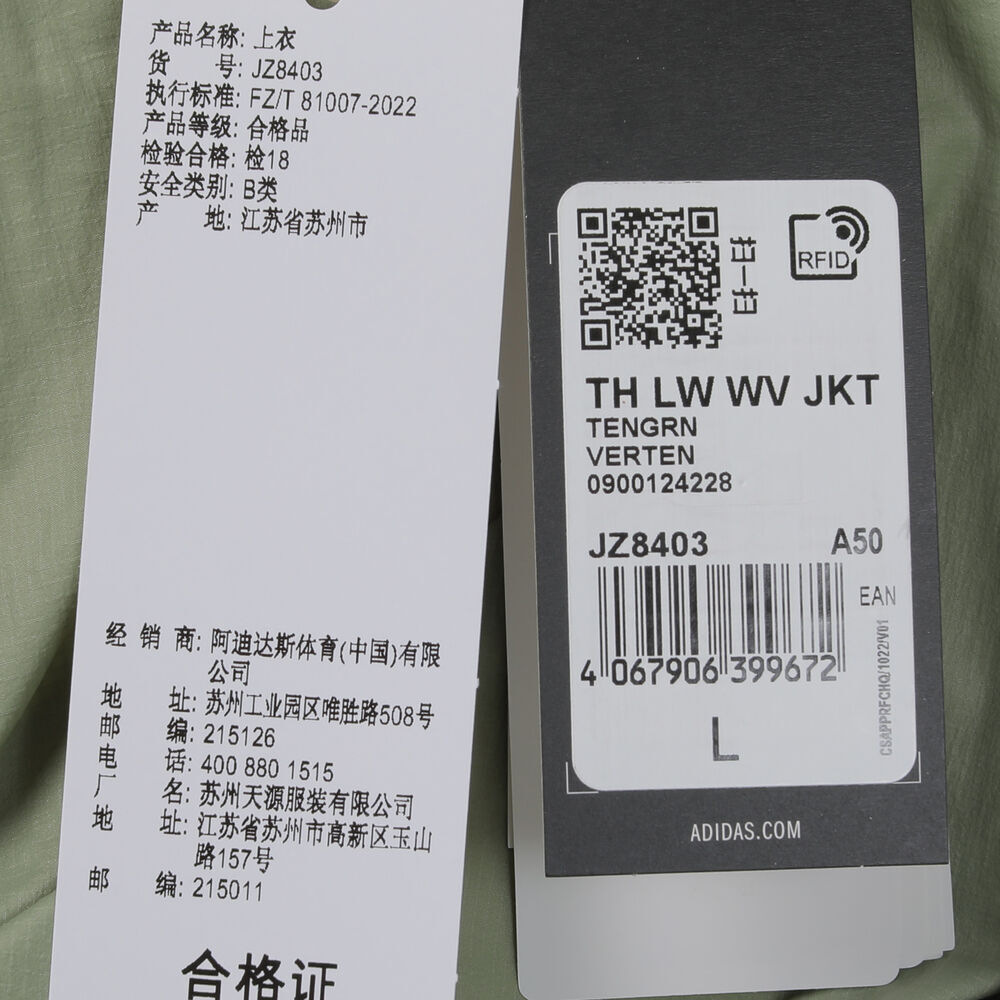 产品名称: 上衣
货 号: JZ8403
执行标准: FZ/T 81007-2022
产品等级: 合格品
检验合格: 检18
安全类别: B类
产 地: 江苏省苏州市
经 销 商: 阿迪达斯体育(中国)有限
公司
地 址: 苏州工业园区唯胜路508号
邮 编: 215126
电 话: 400 880 1515
厂 名: 苏州天源服装有限公司
地 址: 江苏省苏州市高新区玉山
路157号
邮 编: 215011
合格证
扫一扫
RFID
TH LW WV JKT
TENGRN
VERTEN
0900124228
JZ8403 A50
EAN
4 067906 399672
CSAPPRFCHQ/1022/V01
L
ADIDAS.COM